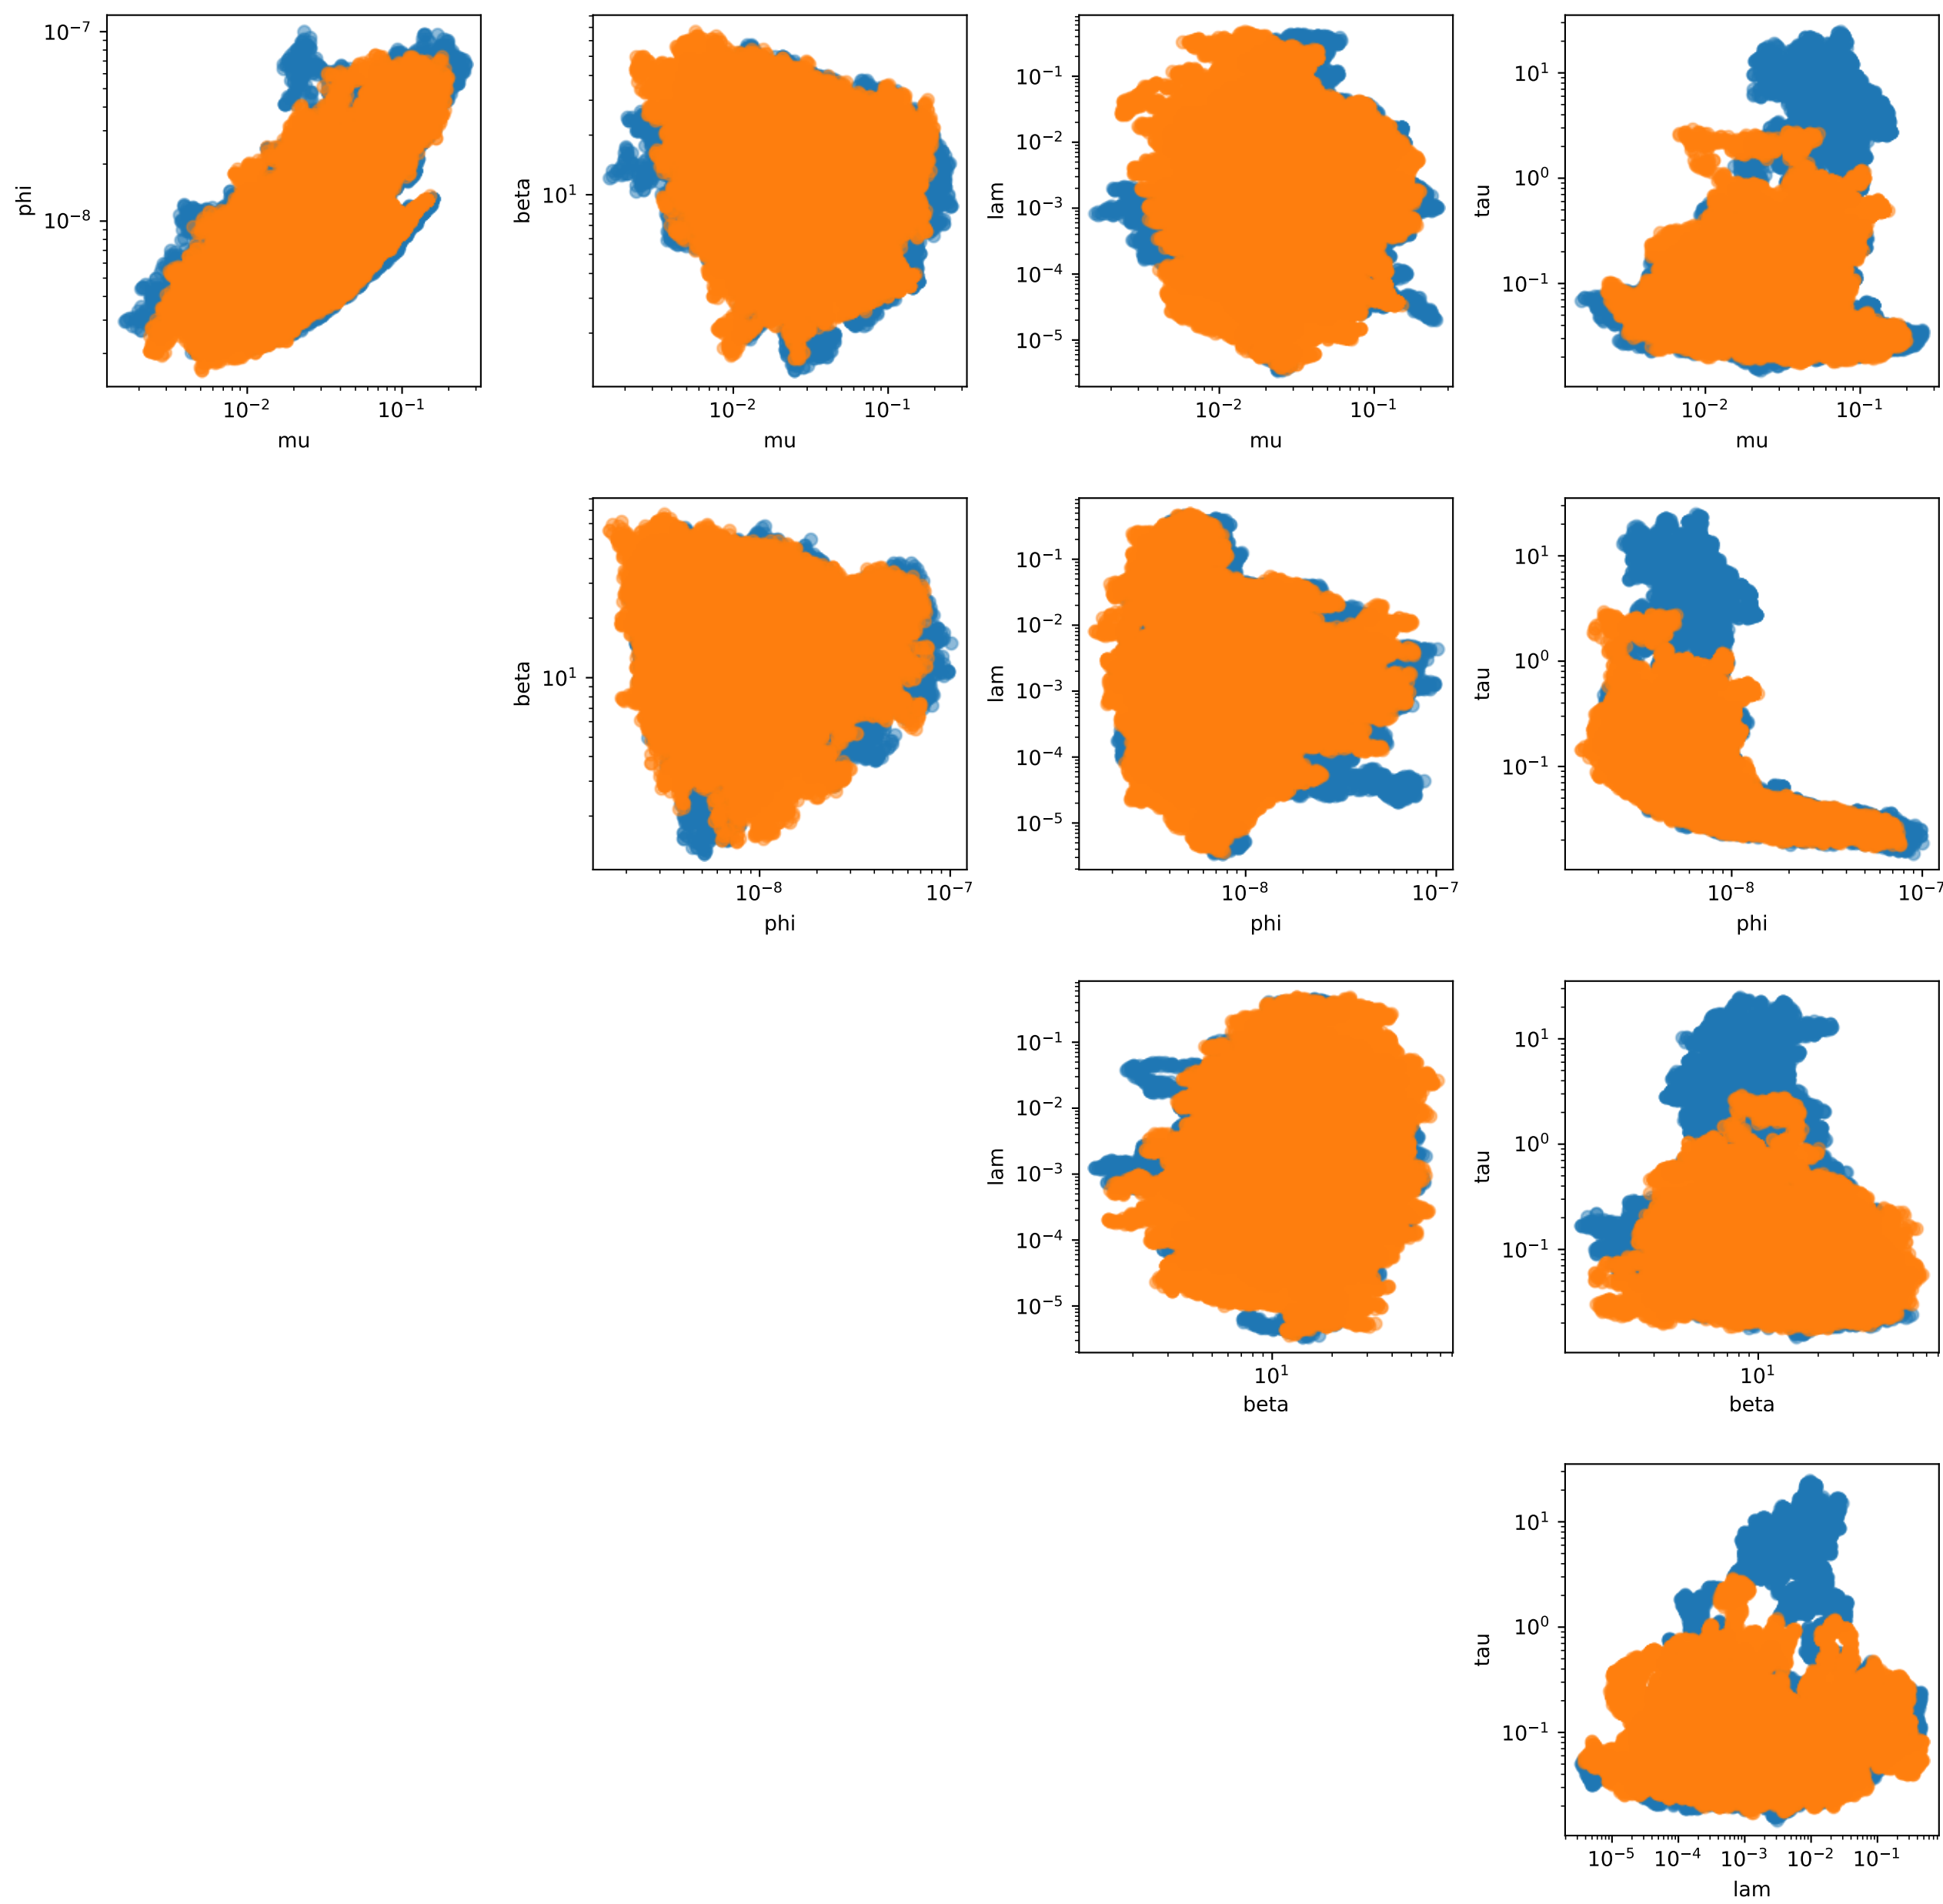 phi
10⁻⁷
10⁻⁸
10⁻² 10⁻¹
mu
beta
10¹
10⁻² 10⁻¹
mu
lam
10⁻¹
10⁻²
10⁻³
10⁻⁴
10⁻⁵
10⁻² 10⁻¹
mu
tau
10¹
10⁰
10⁻¹
10⁻² 10⁻¹
mu
beta
10¹
10⁻⁸ 10⁻⁷
phi
lam
10⁻¹
10⁻²
10⁻³
10⁻⁴
10⁻⁵
10⁻⁸ 10⁻⁷
phi
tau
10¹
10⁰
10⁻¹
10⁻⁸ 10⁻⁷
phi
lam
10⁻¹
10⁻²
10⁻³
10⁻⁴
10⁻⁵
10¹
beta
tau
10¹
10⁰
10⁻¹
10¹
beta
tau
10¹
10⁰
10⁻¹
10⁻⁵ 10⁻⁴ 10⁻³ 10⁻² 10⁻¹
lam